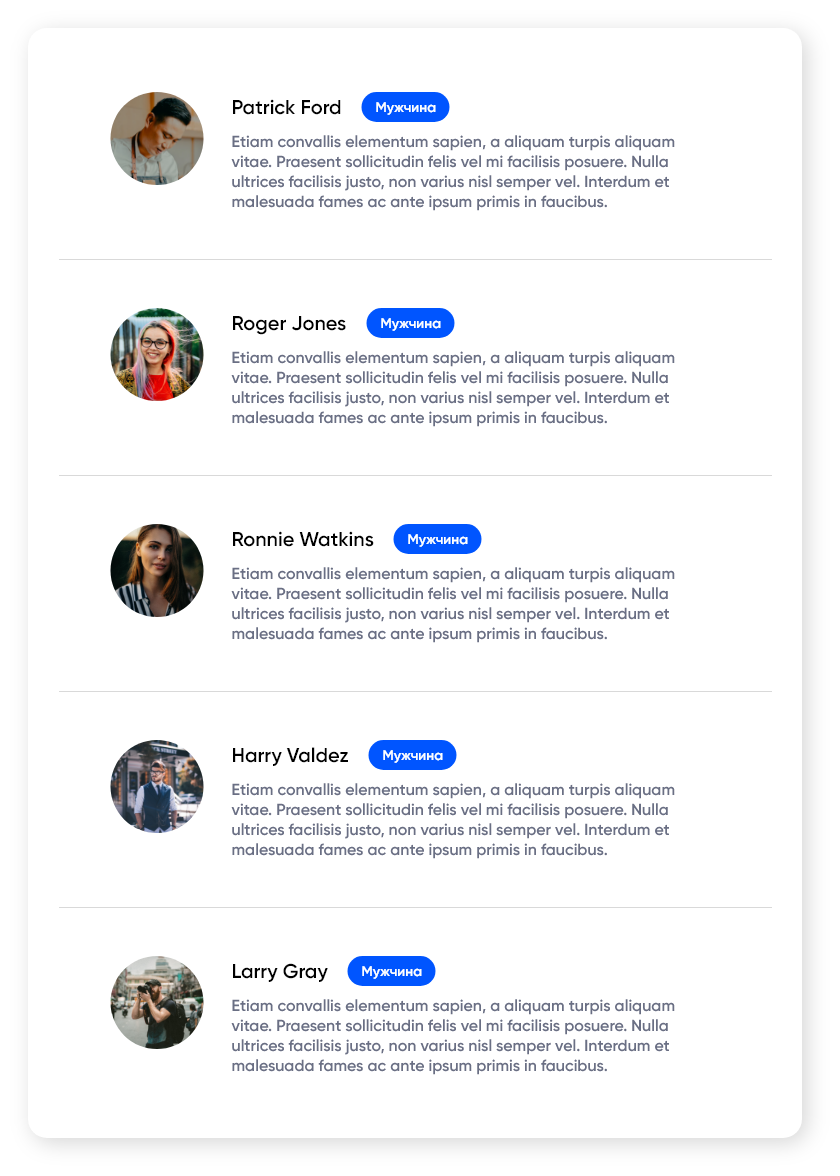 Patrick Ford Мужчина
Etiam convallis elementum sapien, a aliquam turpis aliquam
vitae. Praesent sollicitudin felis vel mi facilisis posuere. Nulla
ultrices facilisis justo, non varius nisl semper vel. Interdum et
malesuada fames ac ante ipsum primis in faucibus.
Roger Jones Мужчина
Etiam convallis elementum sapien, a aliquam turpis aliquam
vitae. Praesent sollicitudin felis vel mi facilisis posuere. Nulla
ultrices facilisis justo, non varius nisl semper vel. Interdum et
malesuada fames ac ante ipsum primis in faucibus.
Ronnie Watkins Мужчина
Etiam convallis elementum sapien, a aliquam turpis aliquam
vitae. Praesent sollicitudin felis vel mi facilisis posuere. Nulla
ultrices facilisis justo, non varius nisl semper vel. Interdum et
malesuada fames ac ante ipsum primis in faucibus.
Harry Valdez Мужчина
Etiam convallis elementum sapien, a aliquam turpis aliquam
vitae. Praesent sollicitudin felis vel mi facilisis posuere. Nulla
ultrices facilisis justo, non varius nisl semper vel. Interdum et
malesuada fames ac ante ipsum primis in faucibus.
Larry Gray Мужчина
Etiam convallis elementum sapien, a aliquam turpis aliquam
vitae. Praesent sollicitudin felis vel mi facilisis posuere. Nulla
ultrices facilisis justo, non varius nisl semper vel. Interdum et
malesuada fames ac ante ipsum primis in faucibus.